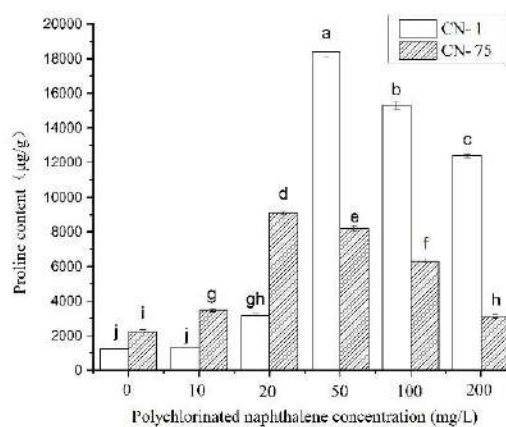 20000
18000
16000
14000
12000
10000
8000
6000
4000
2000
0
Proline content (μg/g)
CN- 1
CN- 75
j
i
j
g
gh
d
a
e
b
f
c
h
0
10
20
50
100
200
Polychlorinated naphthalene concentration (mg/L)